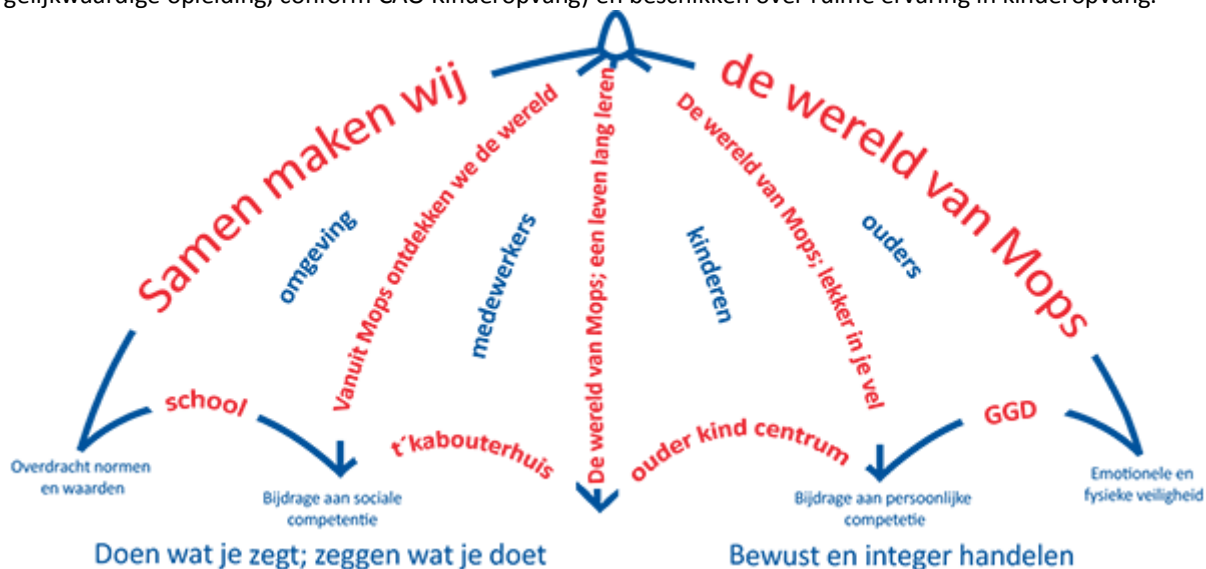 gelijkwaardige opleiding, conform CAO Kinderopvang) en beschikken over ruime ervaring in kinderopvang.
Samen maken wij
de wereld van Mops
Vanuit Mops ontdekken we de wereld
De wereld van Mops; een leven lang leren
De wereld van Mops; lekker in je vel
omgeving
medewerkers
kinderen
ouders
school
t´kabouterhuis
ouder kind centrum
GGD
Overdracht normen
en waarden
Bijdrage aan sociale
competentie
Bijdrage aan persoonlijke
competetie
Emotionele en
fysieke veiligheid
Doen wat je zegt; zeggen wat je doet
Bewust en integer handelen